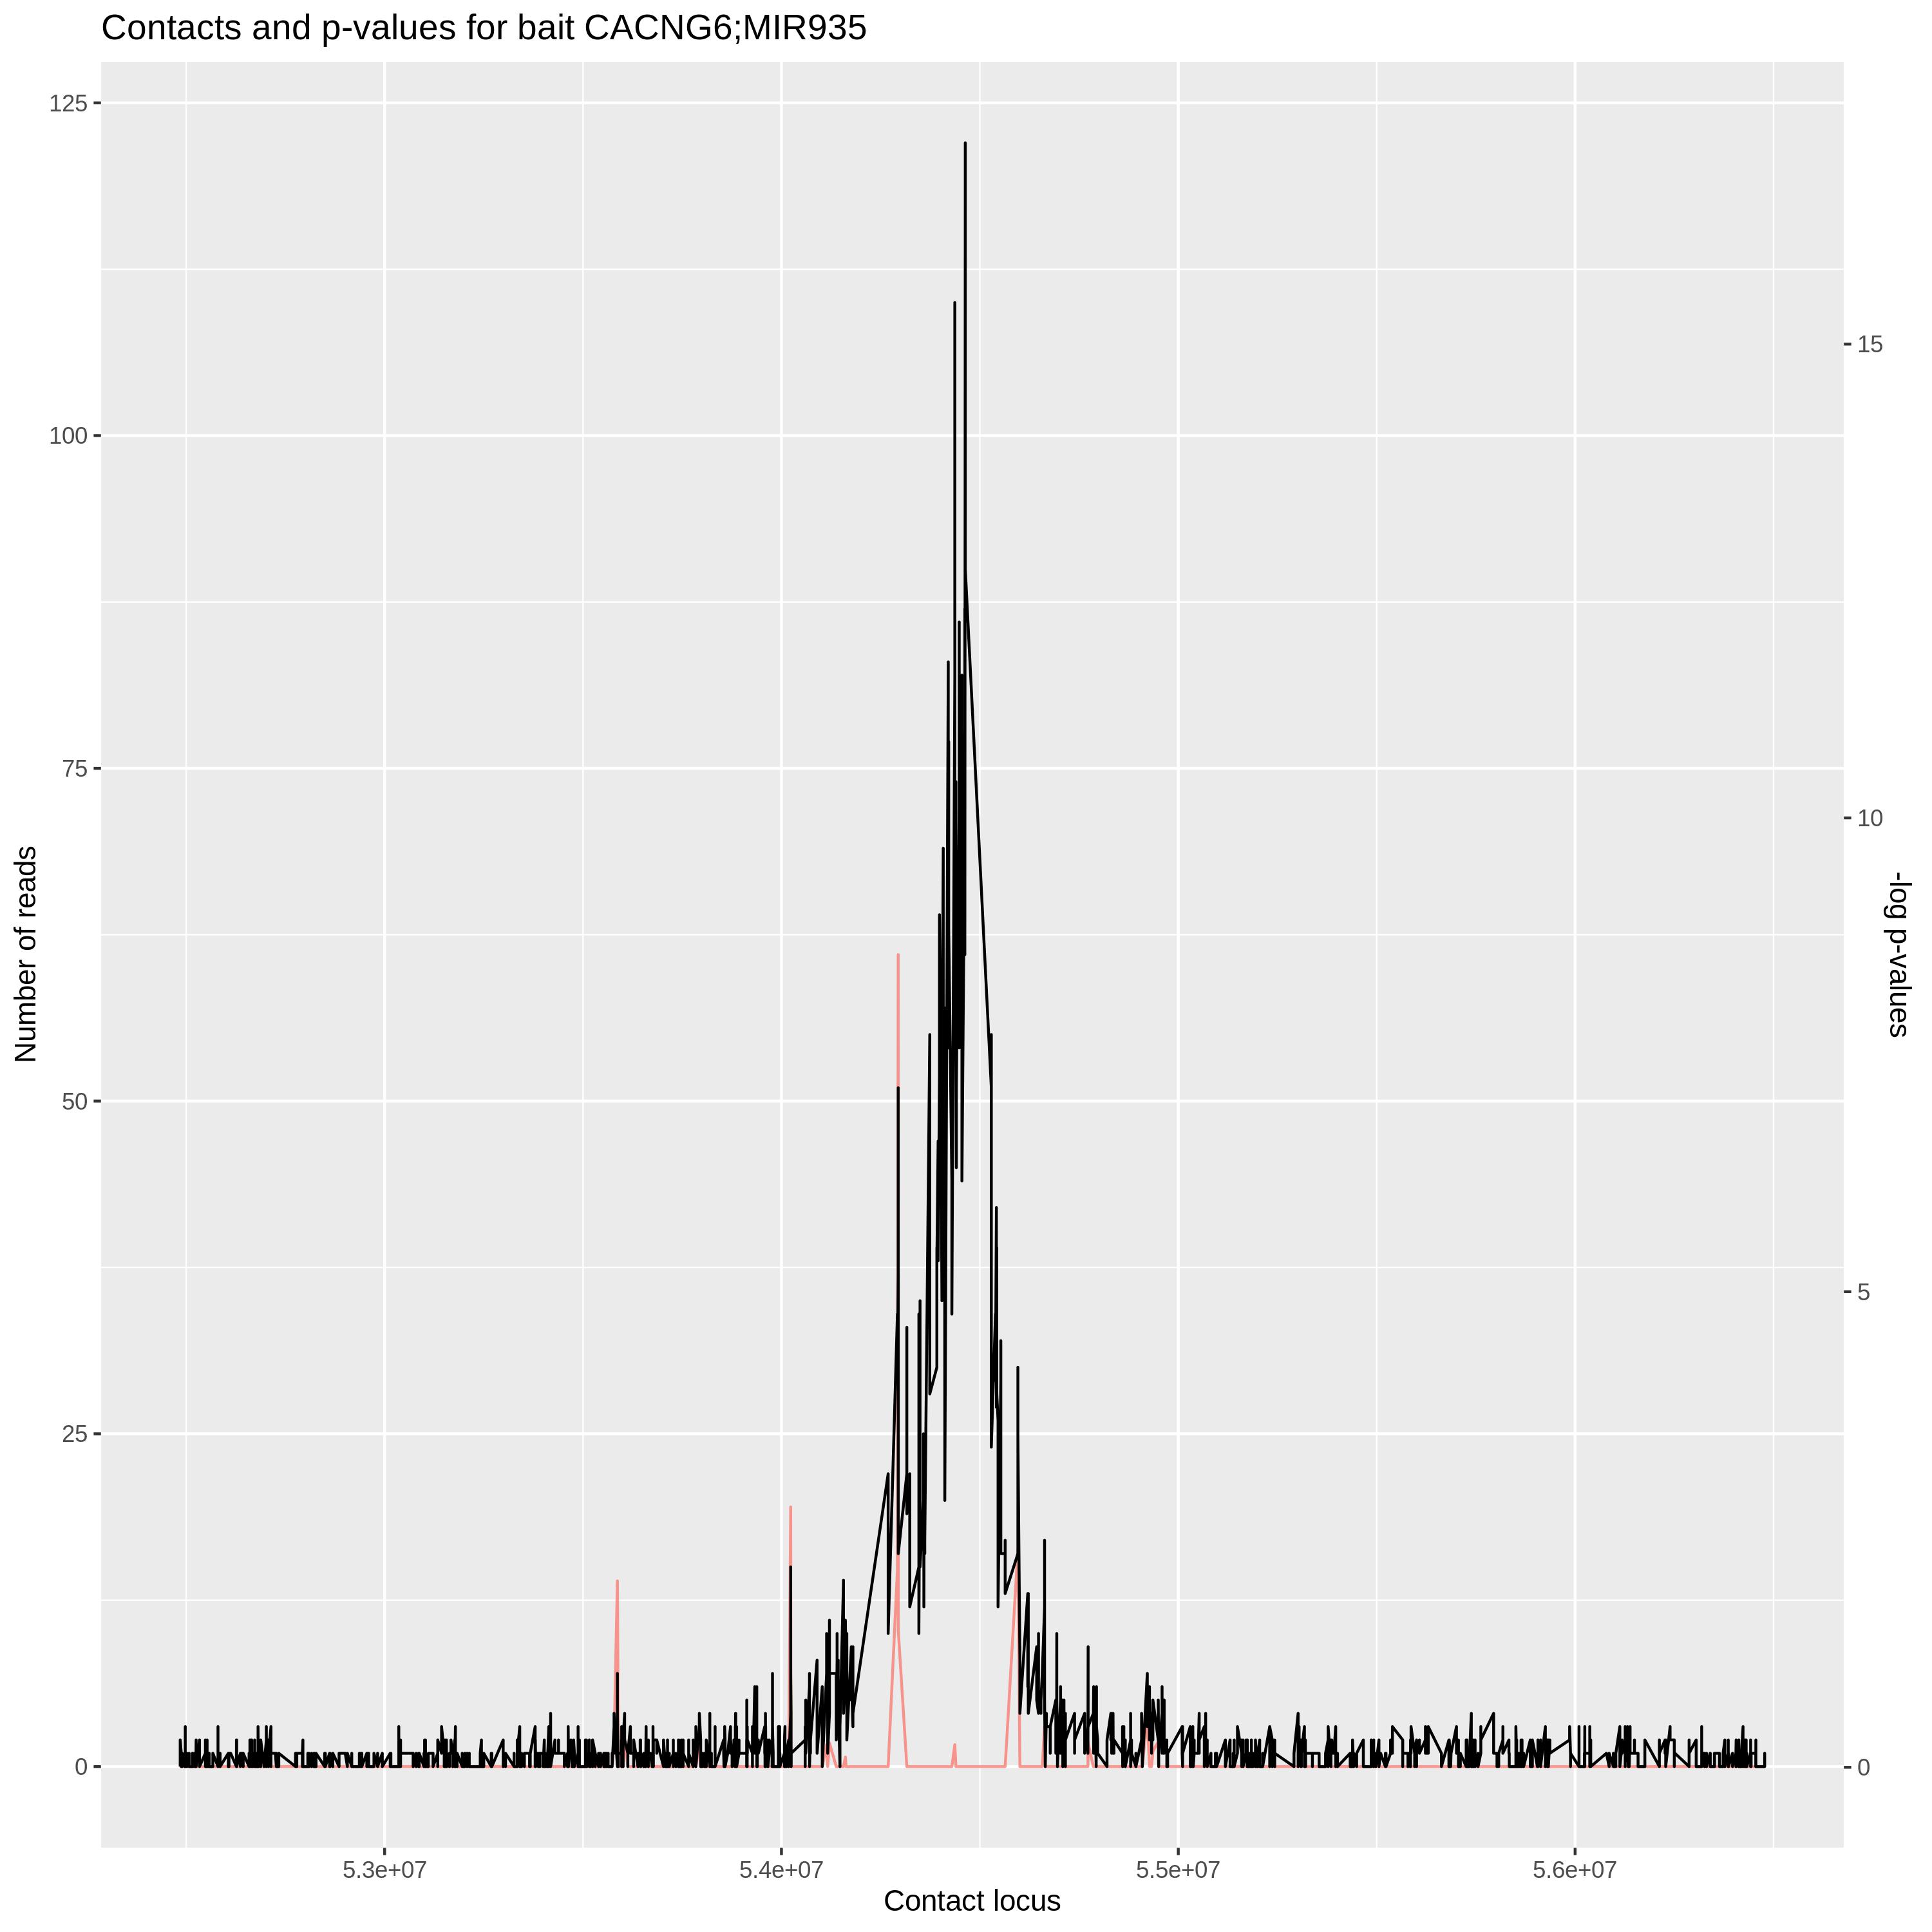 Contacts and p-values for bait CACNG6;MIR935
125
100
75
50
25
0
Number of reads
15
10
5
0
-log p-values
5.3e+07
5.4e+07
5.5e+07
5.6e+07
Contact locus